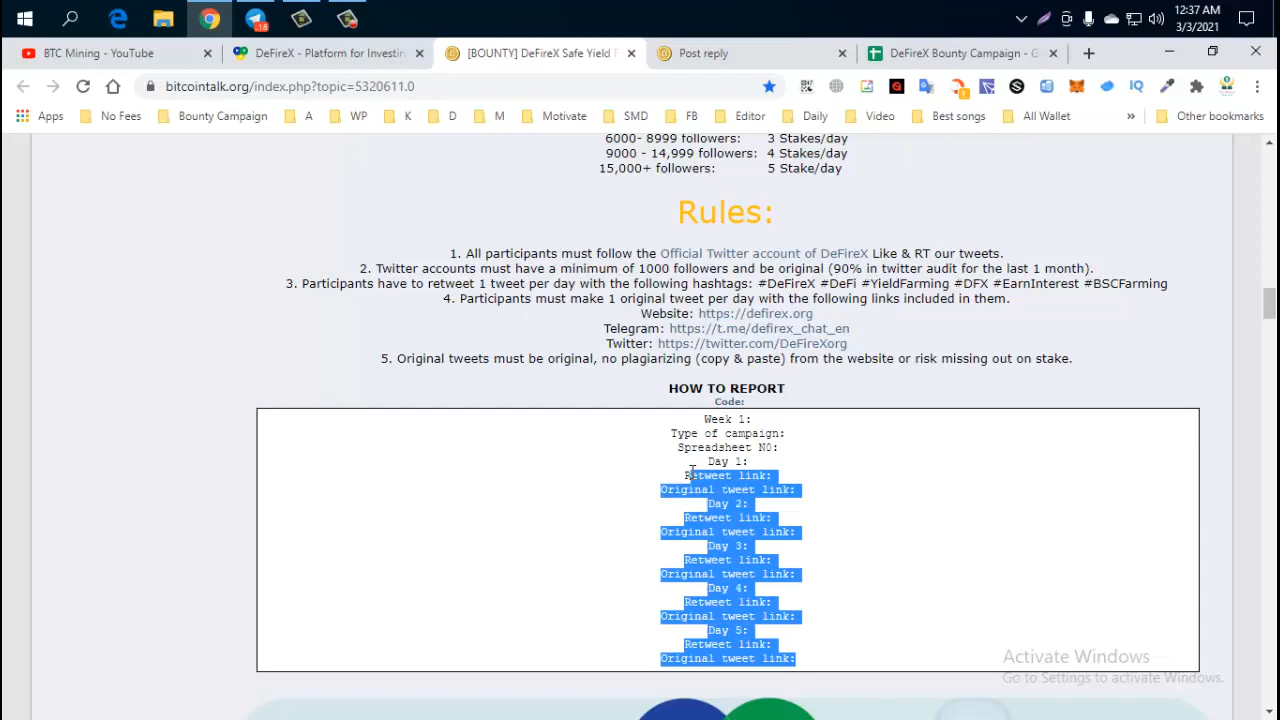 12:37 AM
3/3/2021
18
BTC Mining - YouTube
DeFireX - Platform for Investin
[BOUNTY] DeFireX Safe Yield F
Post reply
DeFireX Bounty Campaign - G
bitcointalk.org/index.php?topic=5320611.0
Apps
No Fees
Bounty Campaign
A
WP
K
D
M
Motivate
SMD
FB
Editor
Daily
Video
Best songs
All Wallet
»
Other bookmarks
6000- 8999 followers: 3 Stakes/day
9000 - 14,999 followers: 4 Stakes/day
15,000+ followers: 5 Stake/day
Rules:
1. All participants must follow the Official Twitter account of DeFireX Like & RT our tweets.
2. Twitter accounts must have a minimum of 1000 followers and be original (90% in twitter audit for the last 1 month).
3. Participants have to retweet 1 tweet per day with the following hashtags: #DeFireX #DeFi #YieldFarming #DFX #EarnInterest #BSCFarming
4. Participants must make 1 original tweet per day with the following links included in them.
Website: https://defirex.org
Telegram: https://t.me/defirex_chat_en
Twitter: https://twitter.com/DeFireXorg
5. Original tweets must be original, no plagiarizing (copy & paste) from the website or risk missing out on stake.
HOW TO REPORT
Code:
Week 1:
Type of campaign:
Spreadsheet N0:
Day 1:
Retweet link:
Original tweet link:
Day 2:
Retweet link:
Original tweet link:
Day 3:
Retweet link:
Original tweet link:
Day 4:
Retweet link:
Original tweet link:
Day 5:
Retweet link:
Original tweet link:
Activate Windows
Go to Settings to activate Windows.